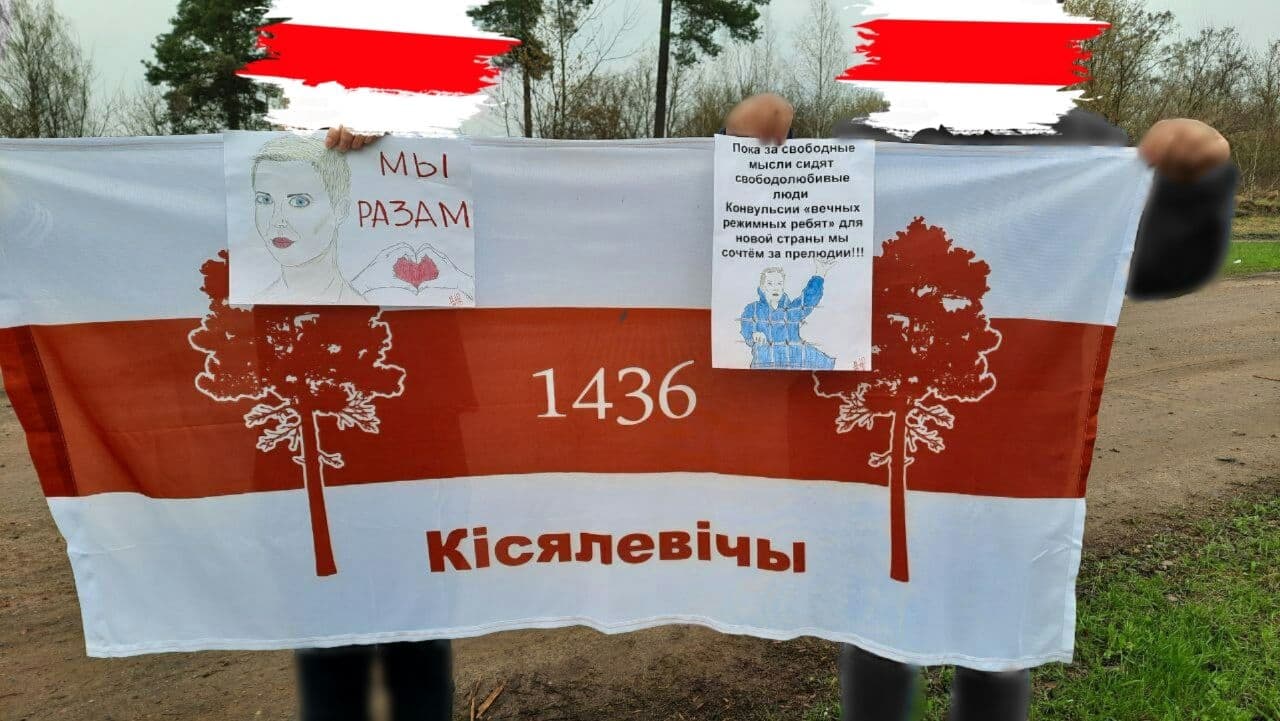 МЫ
РАЗАМ
Пока за свободные
мысли сидят
свободолюбивые
люди
Конвульсии «вечных
режимных ребят» для
новой страны мы
сочтём за прелюдии!!!
1436
Кісялевічы